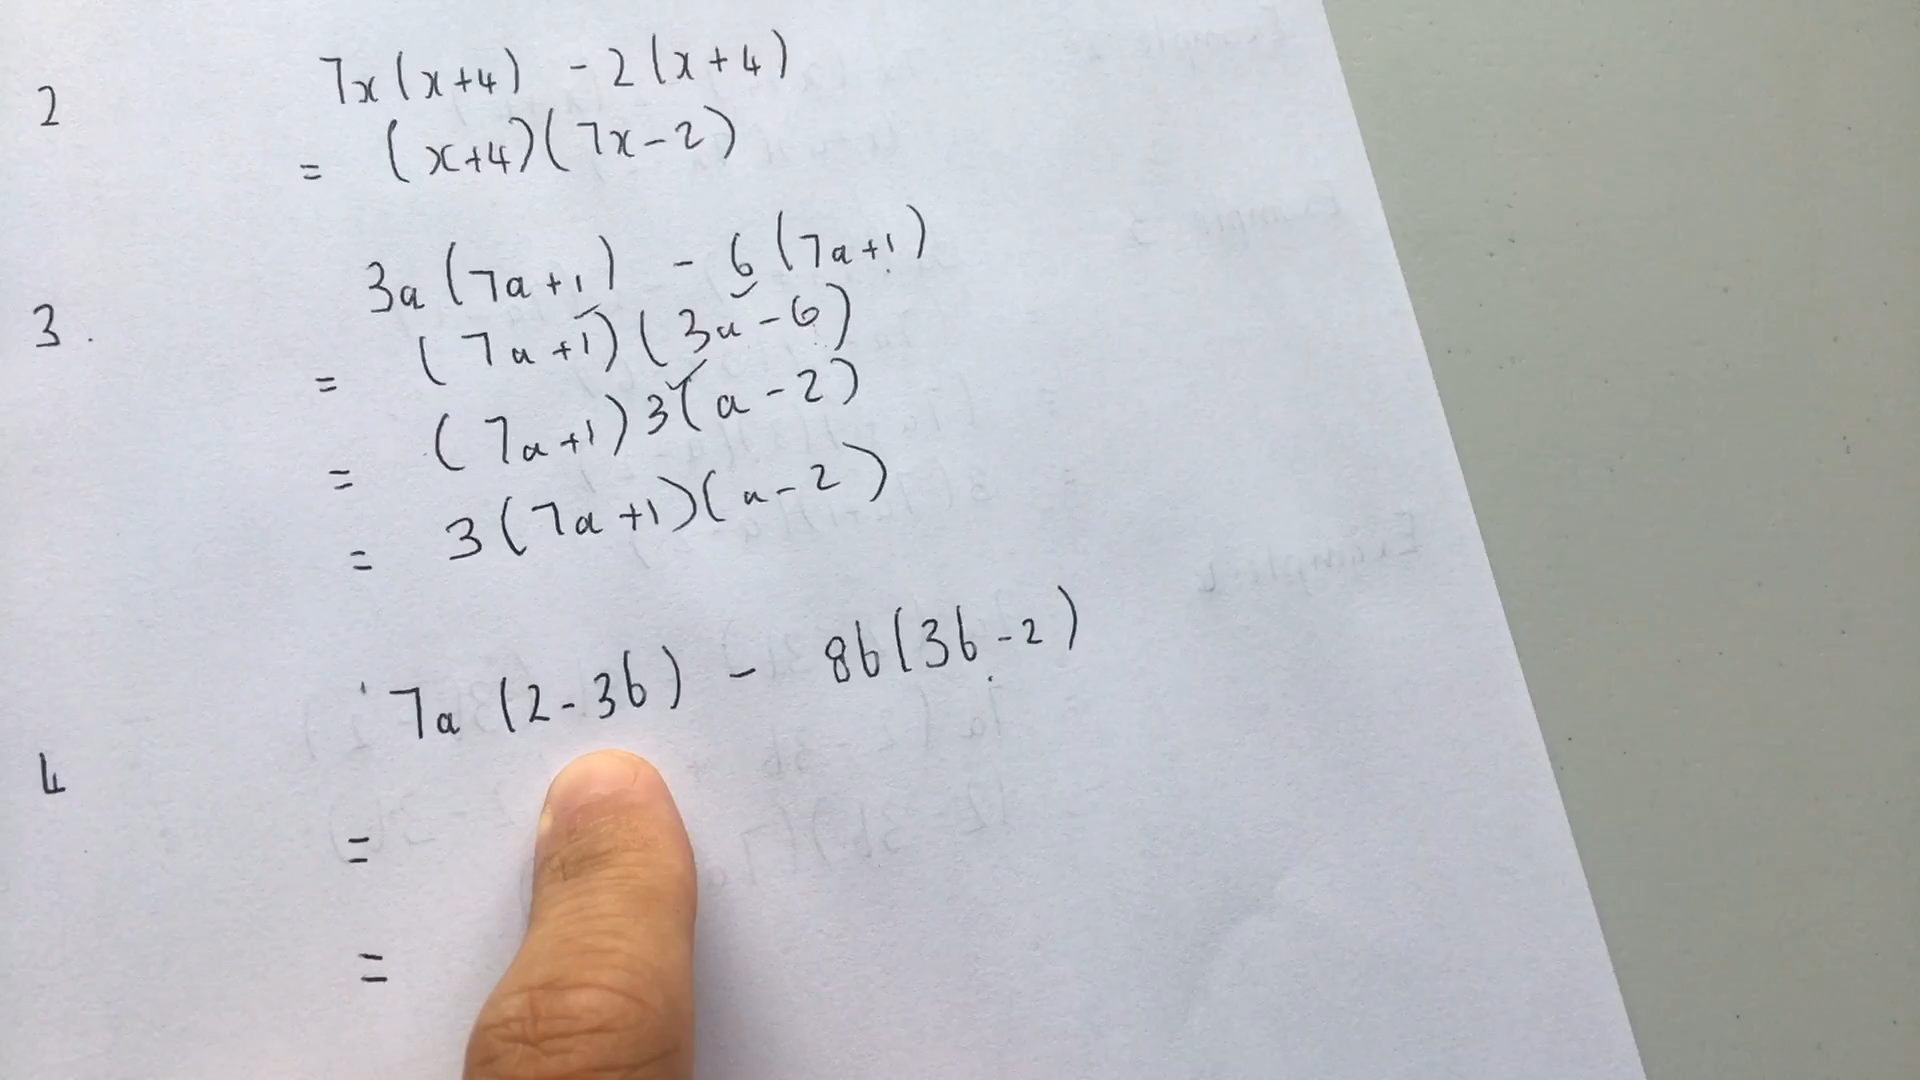 2
7x(x+4) - 2(x+4)
= (x+4)(7x-2)
3.
3a(7a+1) - 6(7a+1)
= (7a+1)(3a-6)
= (7a+1)3(a-2)
= 3(7a+1)(a-2)
4
7a(2-3b) - 8b(3b-2)
=
=